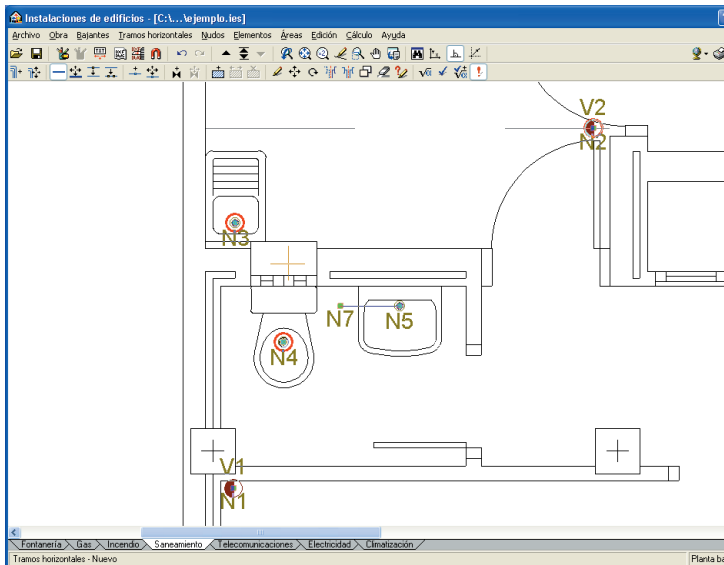 Instalaciones de edificios - [C:\...\ejemplo.ies]
Archivo Obra Bajantes Tramos horizontales Nudos Elementos Áreas Edición Cálculo Ayuda
V2
N2
N3
N7 N5
N4
V1
N1
Fontanería Gas Incendio Saneamiento Telecomunicaciones Electricidad Climatización
Tramos horizontales - Nuevo Planta ba